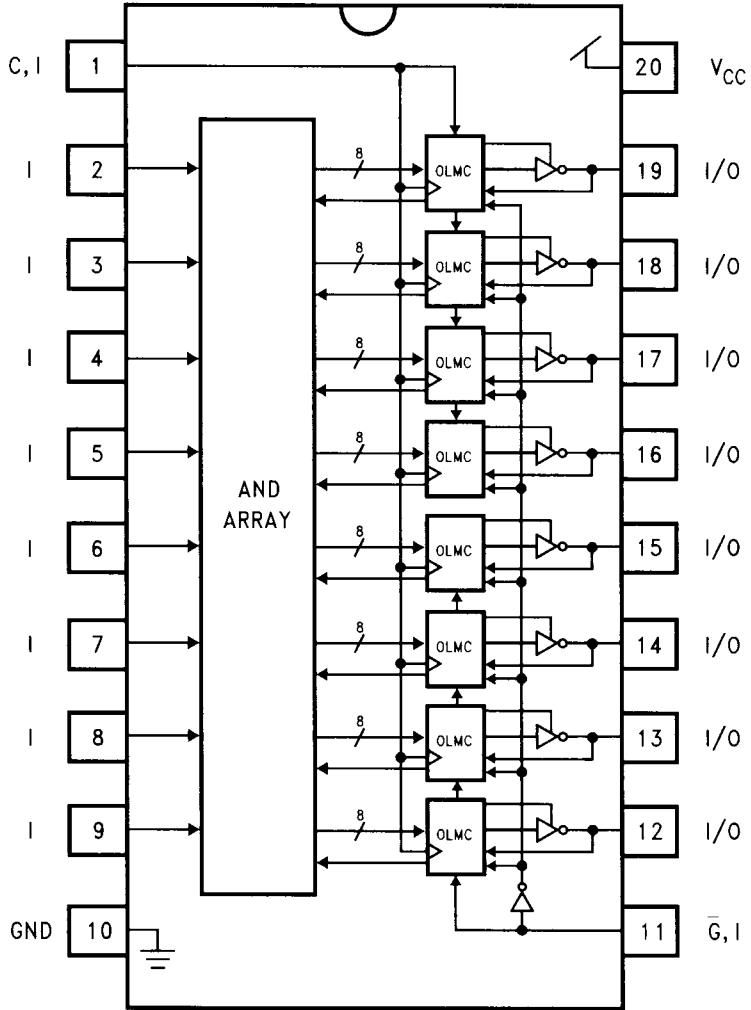 C, I 1 20 VCC
8
I 2 OLMC 19 I/O
8
I 3 OLMC 18 I/O
8
I 4 OLMC 17 I/O
8
I 5 OLMC 16 I/O
AND
ARRAY
8
I 6 OLMC 15 I/O
8
I 7 OLMC 14 I/O
8
I 8 OLMC 13 I/O
8
I 9 OLMC 12 I/O
GND 10 11 G̅, I